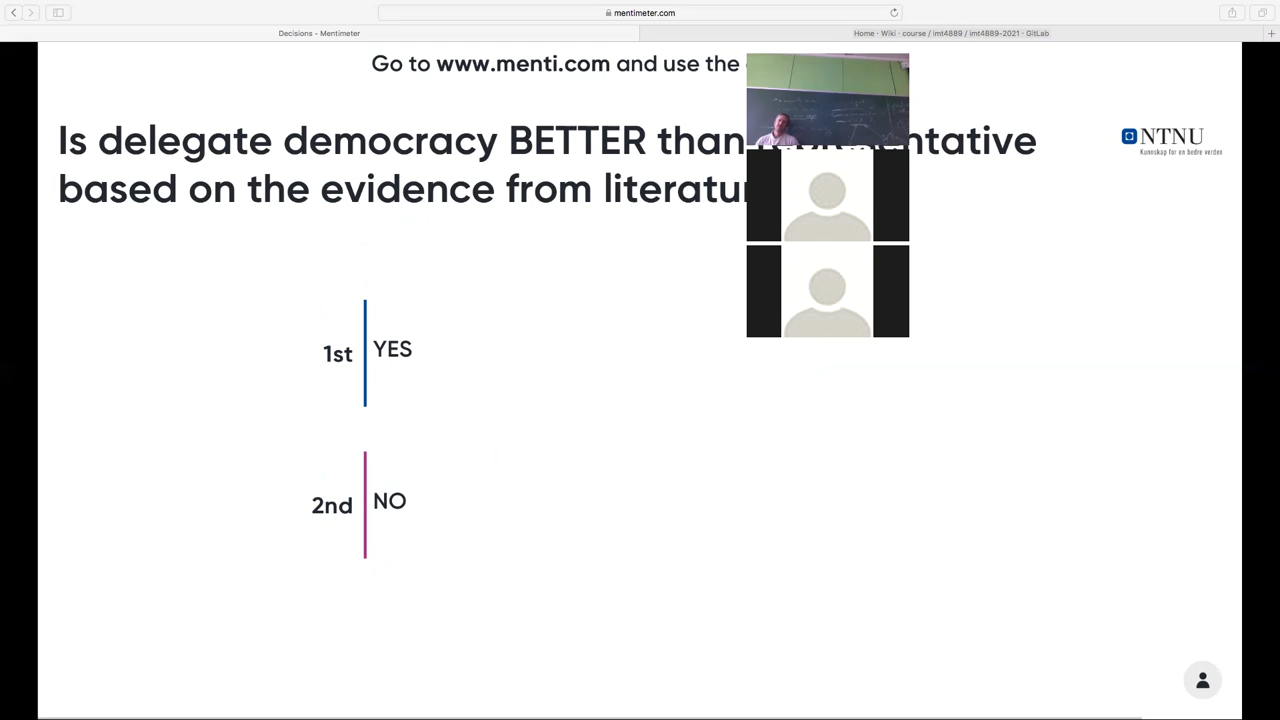 mentimeter.com
Decisions - Mentimeter
Home · Wiki · course / imt4889 / imt4889-2021 · GitLab
Go to www.menti.com and use the
Is delegate democracy BETTER than
based on the evidence from
NTNU
Kunnskap for en bedre verden
1st YES
2nd NO